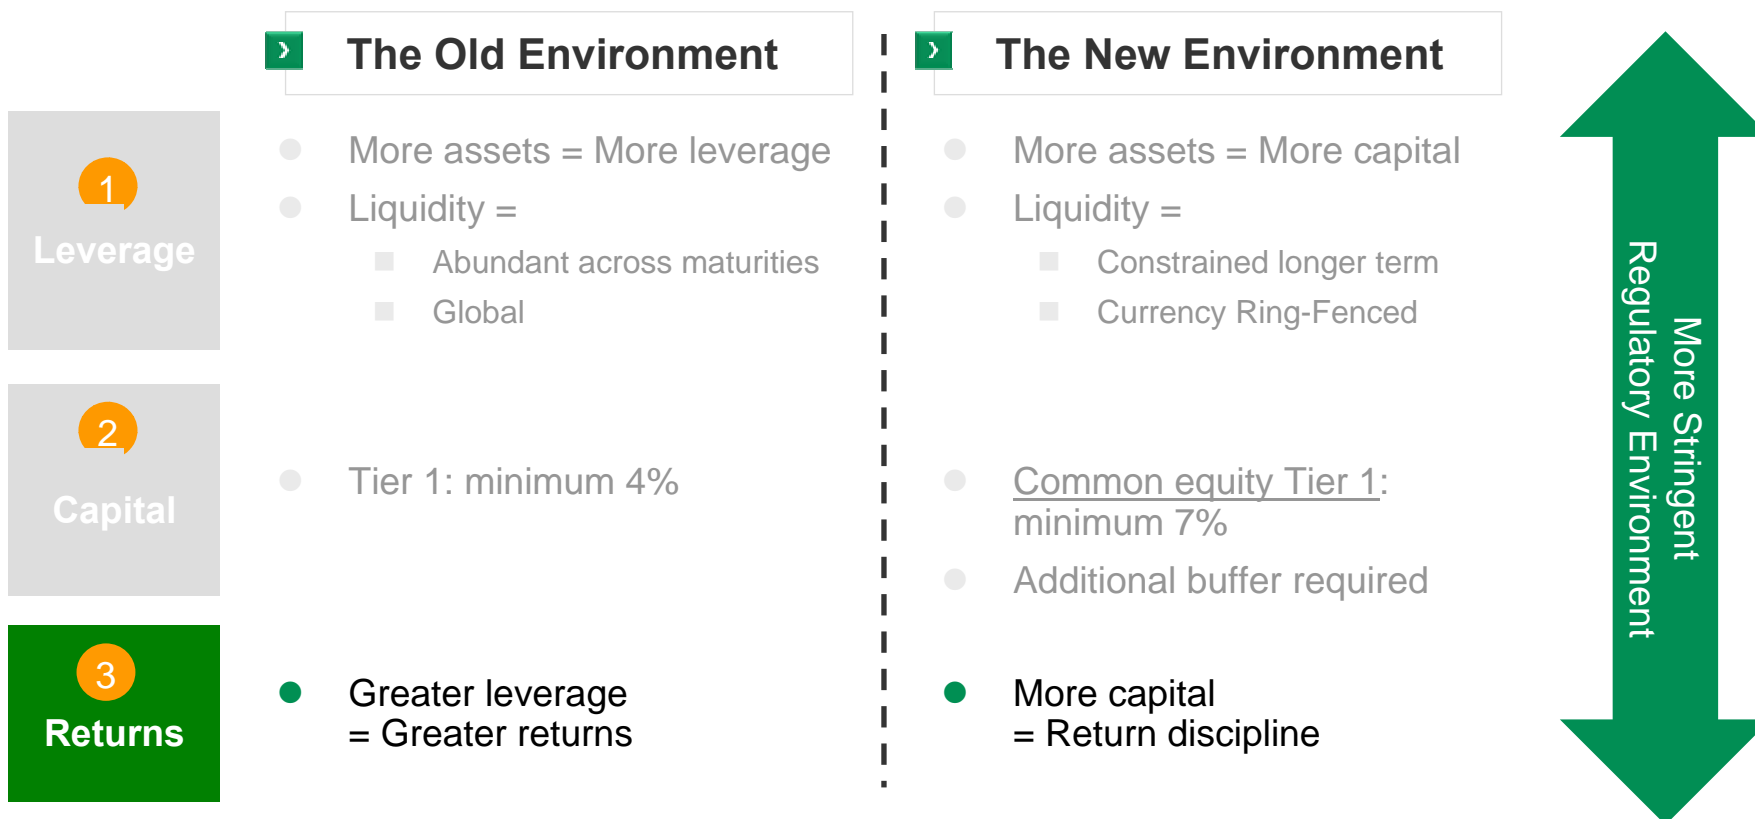 The Old Environment
The New Environment
1
Leverage
More assets = More leverage
Liquidity =
Abundant across maturities
Global
More assets = More capital
Liquidity =
Constrained longer term
Currency Ring-Fenced
2
Capital
Tier 1: minimum 4%
Common equity Tier 1:
minimum 7%
Additional buffer required
3
Returns
Greater leverage
= Greater returns
More capital
= Return discipline
More Stringent
Regulatory Environment